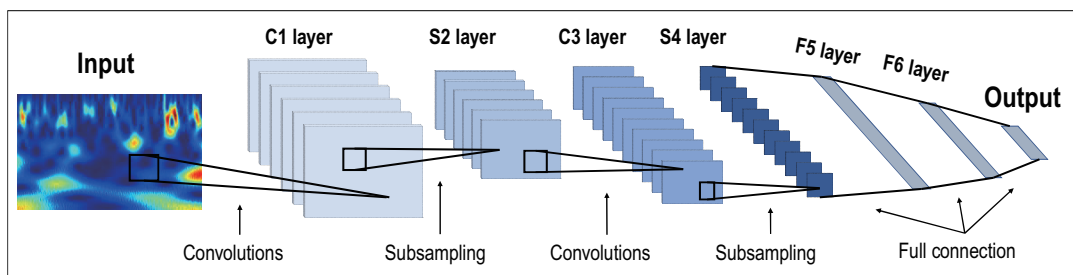 Input
C1 layer
S2 layer
C3 layer
S4 layer
F5 layer
F6 layer
Output
Convolutions
Subsampling
Convolutions
Subsampling
Full connection